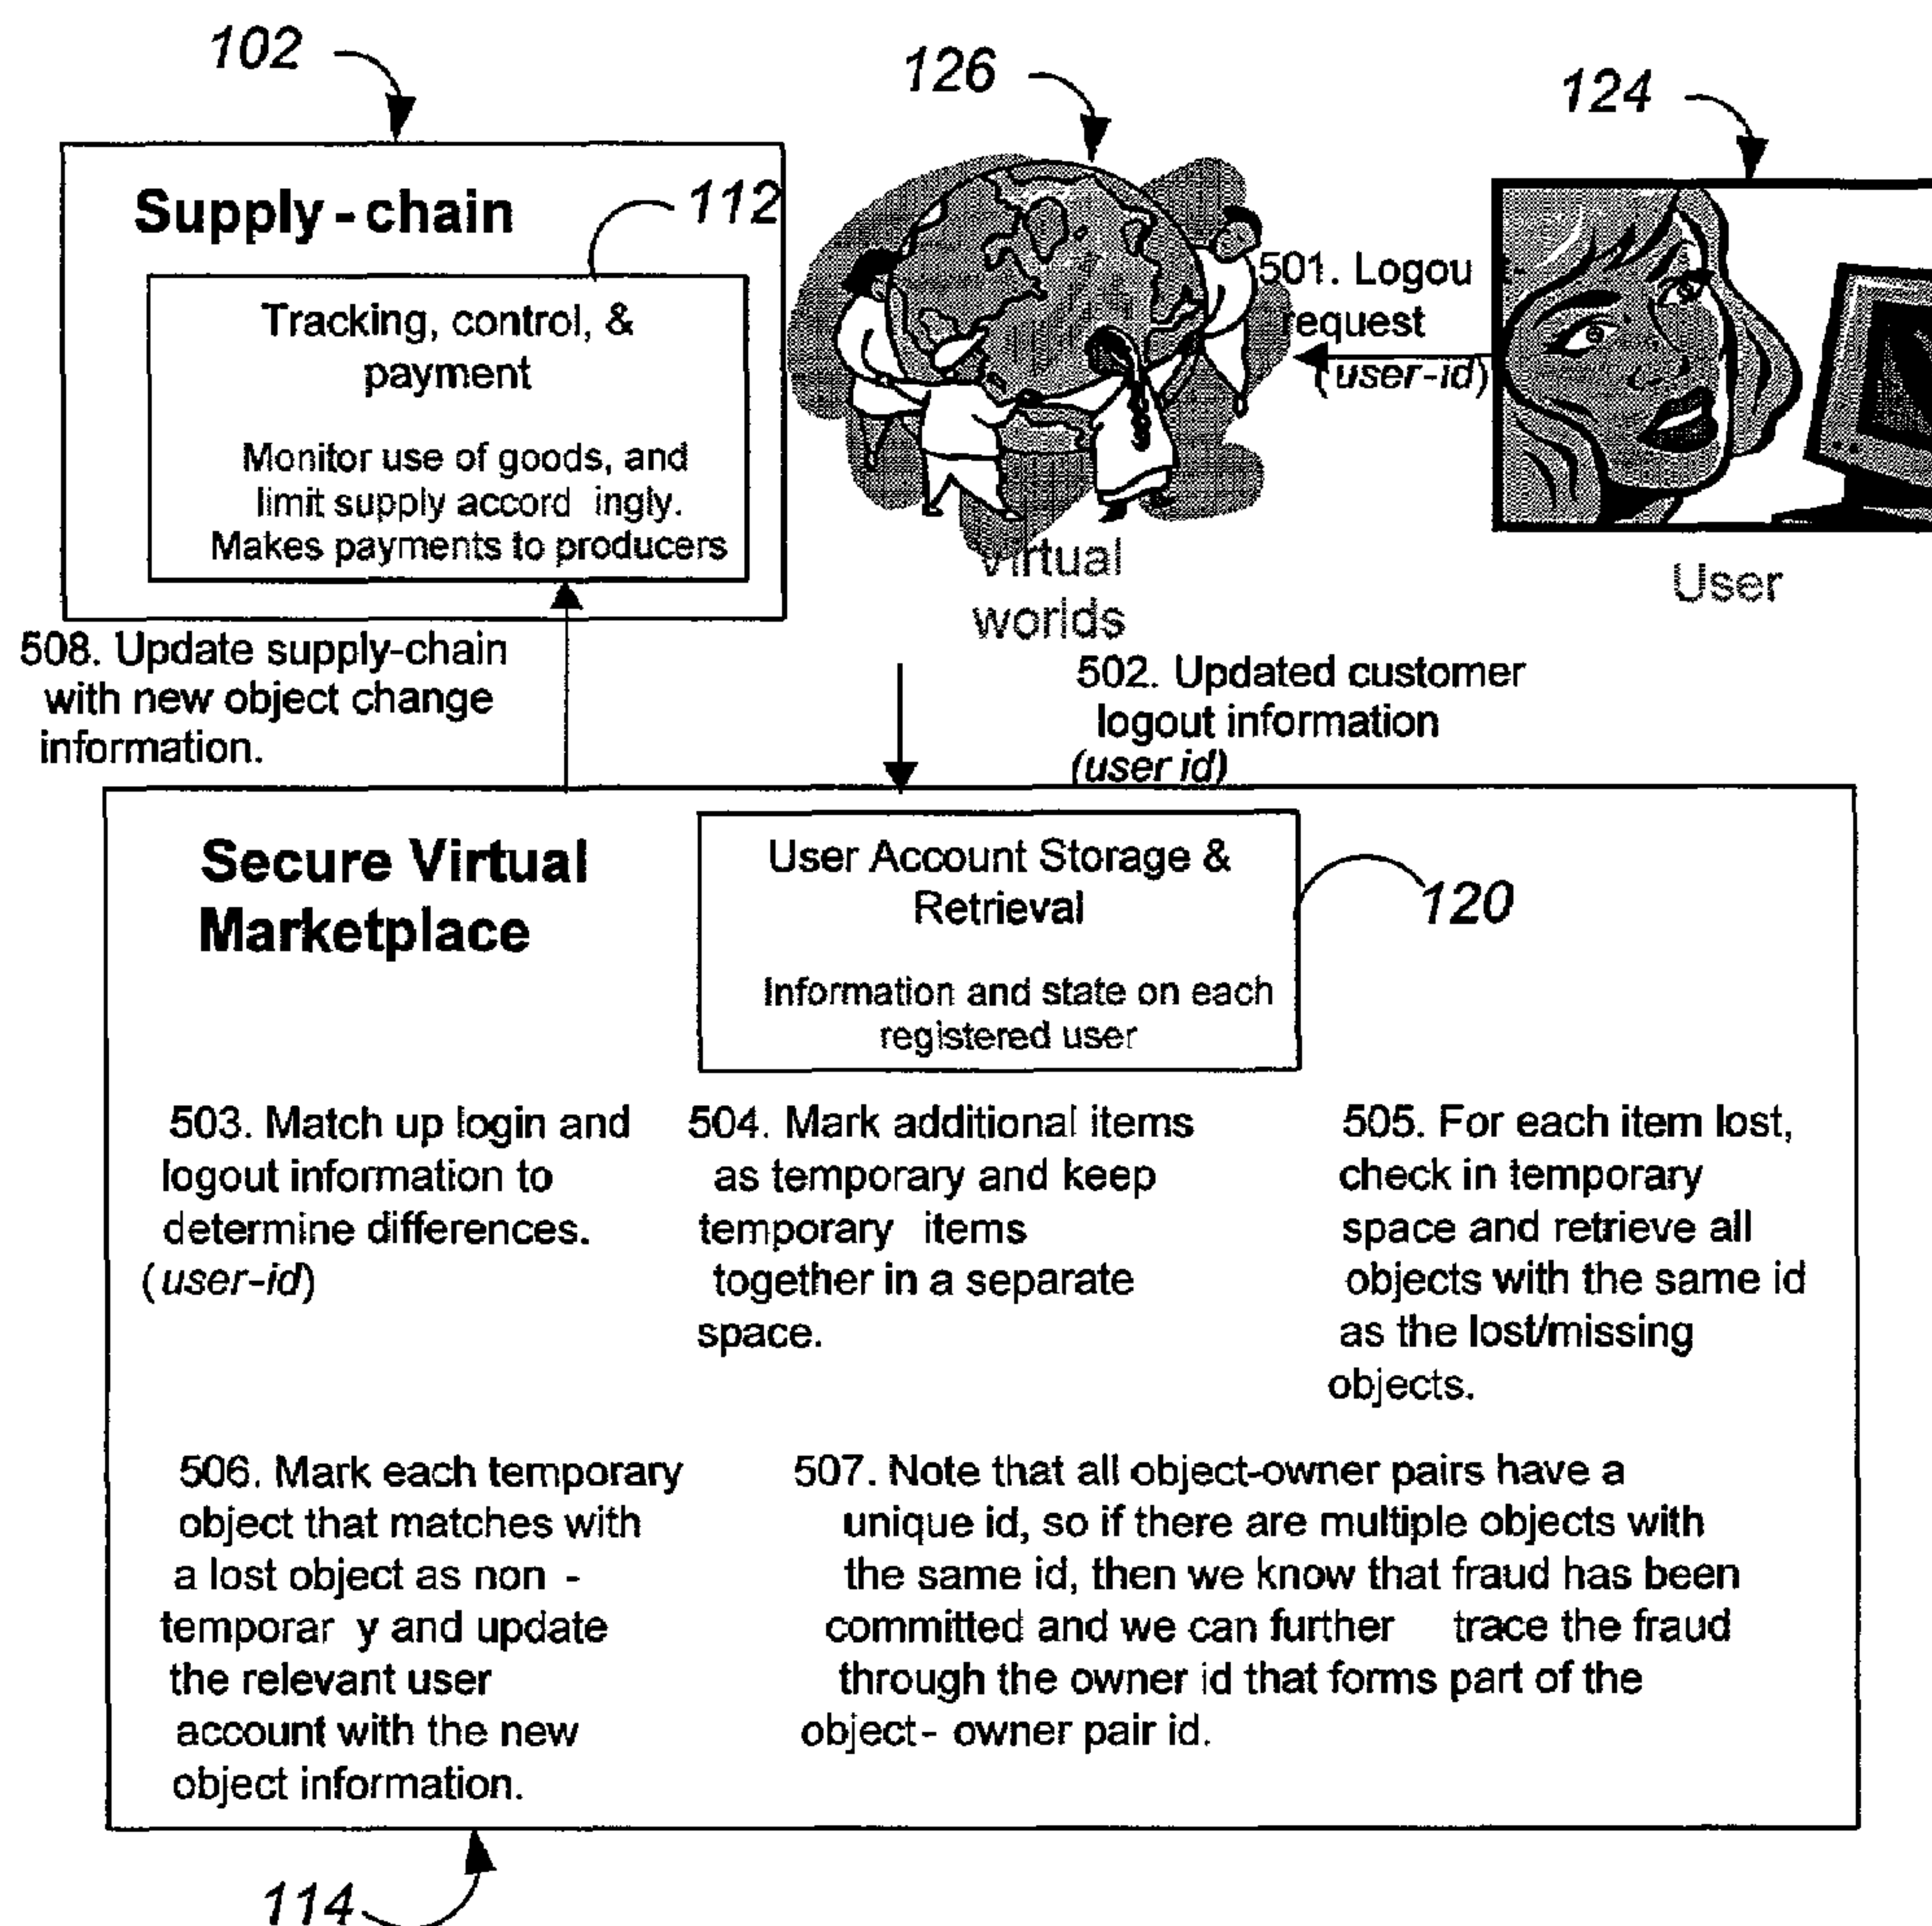 102
126
124
Supply-chain
112
Tracking, control, &
payment
Monitor use of goods, and
limit supply accord ingly.
Makes payments to producers
501. Logou
request
(user-id)
virtual
worlds
User
508. Update supply-chain
with new object change
information.
502. Updated customer
logout information
(user id)
Secure Virtual
Marketplace
User Account Storage &
Retrieval
Information and state on each
registered user
120
503. Match up login and
logout information to
determine differences.
(user-id)
504. Mark additional items
as temporary and keep
temporary items
together in a separate
space.
505. For each item lost,
check in temporary
space and retrieve all
objects with the same id
as the lost/missing
objects.
506. Mark each temporary
object that matches with
a lost object as non -
temporar y and update
the relevant user
account with the new
object information.
507. Note that all object-owner pairs have a
unique id, so if there are multiple objects with
the same id, then we know that fraud has been
committed and we can further trace the fraud
through the owner id that forms part of the
object- owner pair id.
114